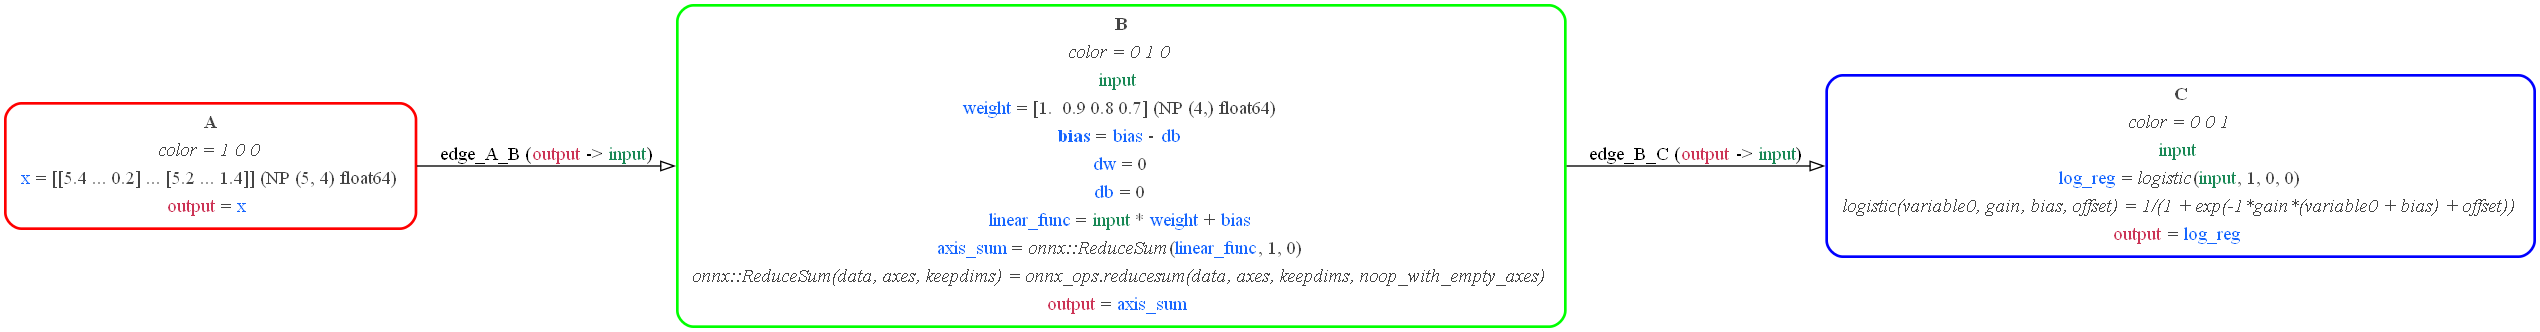 A
color = 1 0 0
x = [[5.4 ... 0.2] ... [5.2 ... 1.4]] (NP (5, 4) float64)
output = x
edge_A_B (output -> input)
B
color = 0 1 0
input
weight = [1.  0.9 0.8 0.7] (NP (4,) float64)
bias = bias - db
dw = 0
db = 0
linear_func = input * weight + bias
axis_sum = onnx::ReduceSum(linear_func, 1, 0)
onnx::ReduceSum(data, axes, keepdims) = onnx_ops.reducesum(data, axes, keepdims, noop_with_empty_axes)
output = axis_sum
edge_B_C (output -> input)
C
color = 0 0 1
input
log_reg = logistic(input, 1, 0, 0)
logistic(variable0, gain, bias, offset) = 1/(1 + exp(-1*gain*(variable0 + bias) + offset))
output = log_reg